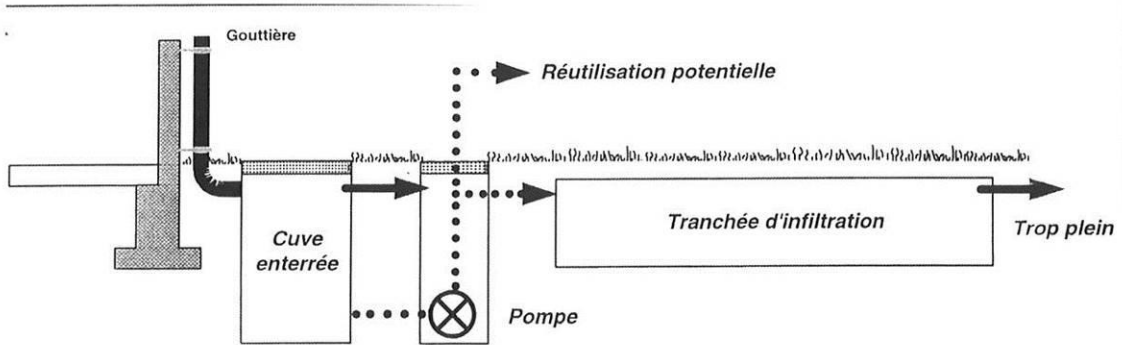 Gouttière
Réutilisation potentielle
Cuve
enterrée
Tranchée d'infiltration
Trop plein
Pompe